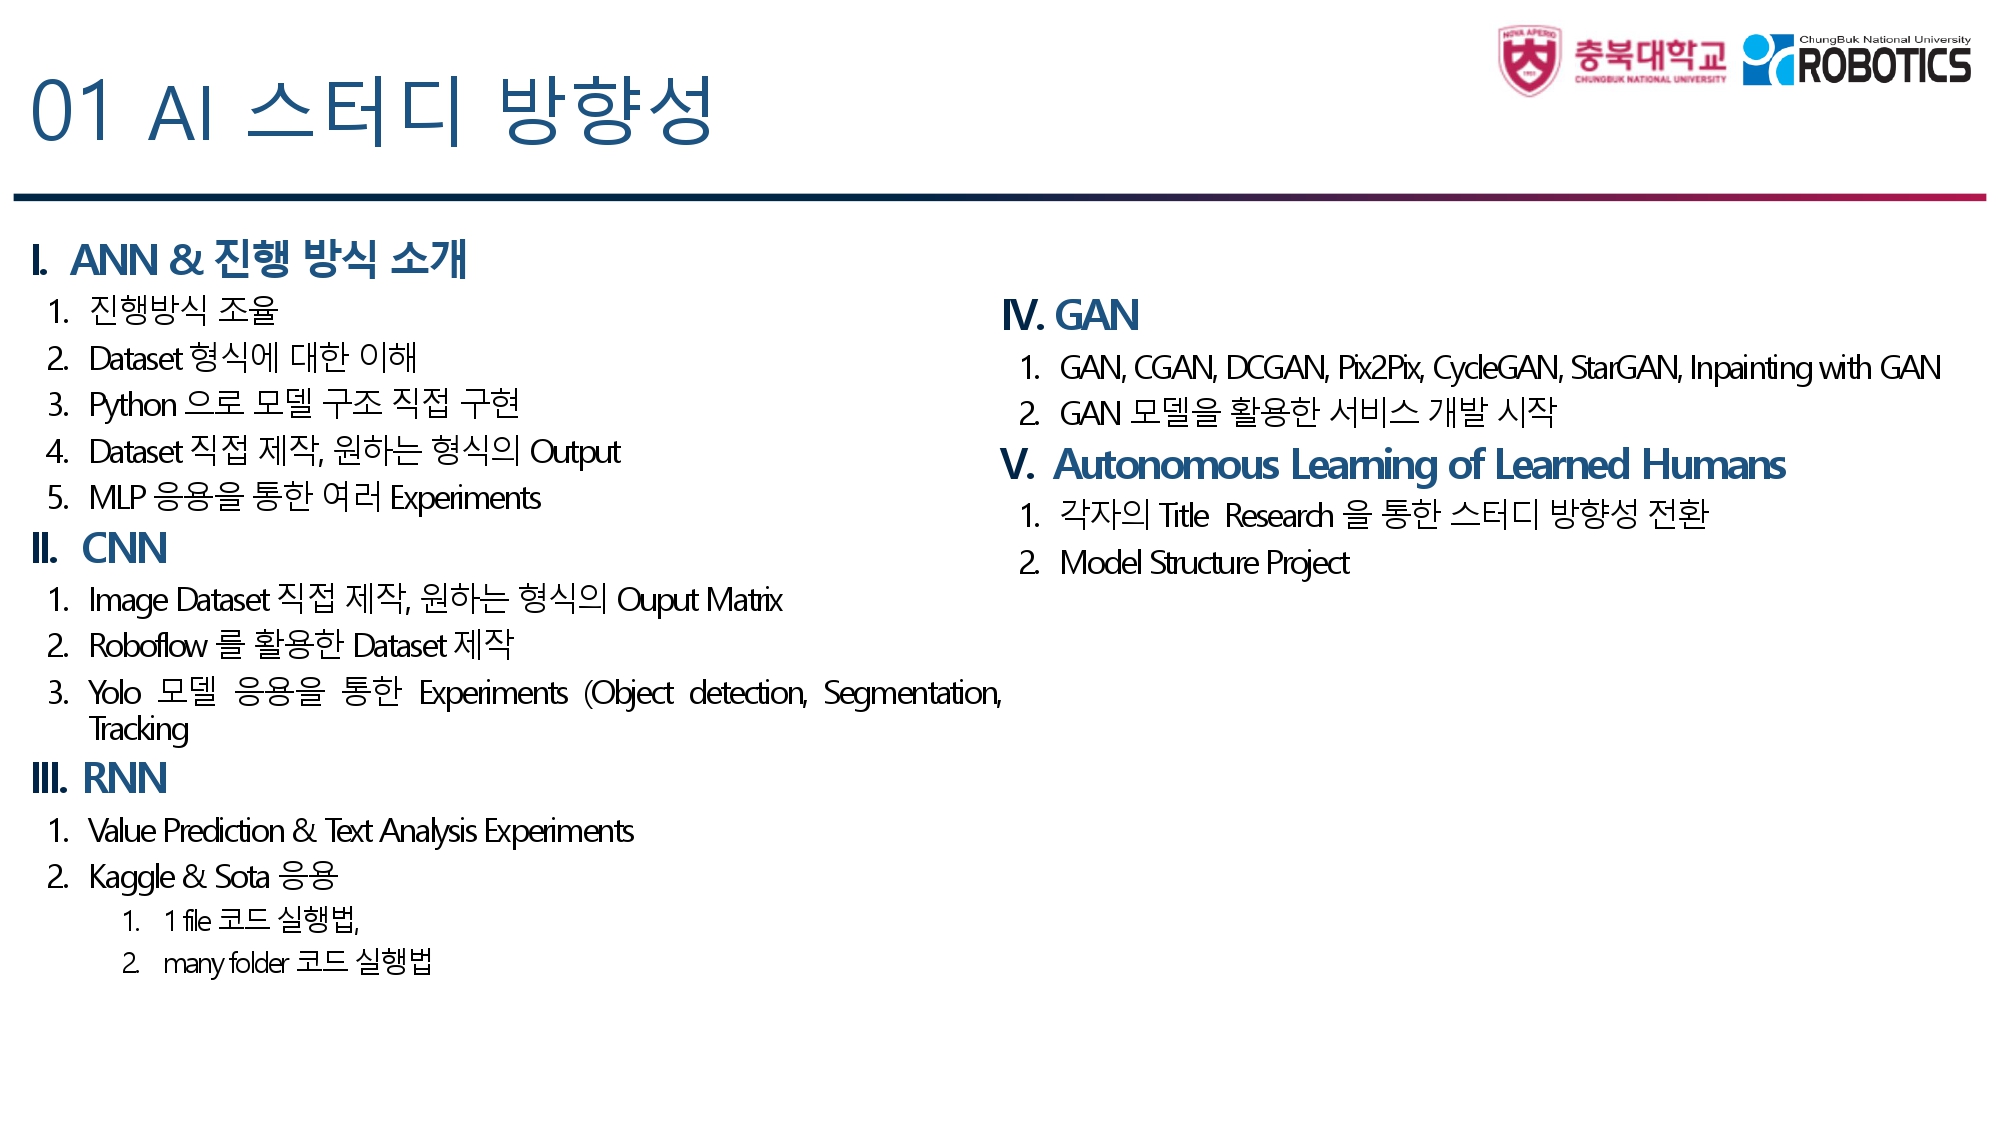 01 AI 스터디 방향성
NOVA APERIO
1951
충북대학교
CHUNGBUK NATIONAL UNIVERSITY
ChungBuk National University
ROBOTICS
I. ANN & 진행 방식 소개
1. 진행방식 조율
2. Dataset 형식에 대한 이해
3. Python 으로 모델 구조 직접 구현
4. Dataset 직접 제작, 원하는 형식의 Output
5. MLP 응용을 통한 여러 Experiments
II. CNN
1. Image Dataset 직접 제작, 원하는 형식의 Ouput Matrix
2. Roboflow 를 활용한 Dataset 제작
3. Yolo 모델 응용을 통한 Experiments (Object detection, Segmentation,
Tracking
III. RNN
1. Value Prediction & Text Analysis Experiments
2. Kaggle & Sota 응용
1. 1 file 코드 실행법,
2. many folder 코드 실행법
IV. GAN
1. GAN, CGAN, DCGAN, Pix2Pix, CycleGAN, StarGAN, Inpainting with GAN
2. GAN 모델을 활용한 서비스 개발 시작
V. Autonomous Learning of Learned Humans
1. 각자의 Title Research 을 통한 스터디 방향성 전환
2. Model Structure Project